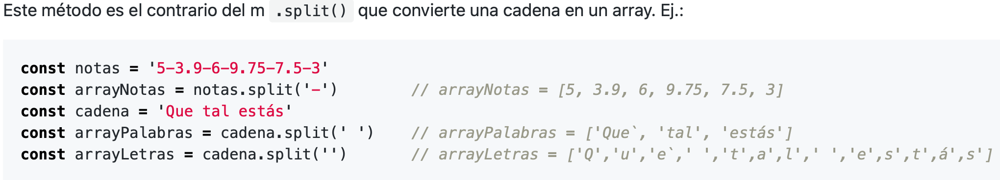 Este método es el contrario del m .split() que convierte una cadena en un array. Ej.:
const notas = '5-3.9-6-9.75-7.5-3'
const arrayNotas = notas.split('-') // arrayNotas = [5, 3.9, 6, 9.75, 7.5, 3]
const cadena = 'Que tal estás'
const arrayPalabras = cadena.split(' ') // arrayPalabras = ['Que`, 'tal', 'estás']
const arrayLetras = cadena.split('') // arrayLetras = ['Q','u','e`,' ','t',a',l',' ','e',s',t',á',s']